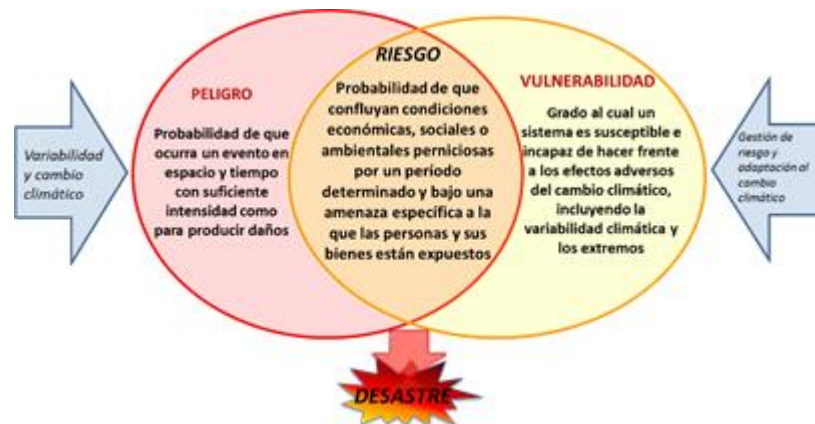 Variabilidad
y cambio
climático
PELIGRO
Probabilidad de que
ocurra un evento en
espacio y tiempo
con suficiente
intensidad como
para producir daños
RIESGO
Probabilidad de que
confluyan condiciones
económicas, sociales o
ambientales perniciosas
por un período
determinado y bajo una
amenaza específica a la
que las personas y sus
bienes están expuestos
VULNERABILIDAD
Grado al cual un
sistema es susceptible e
incapaz de hacer frente
a los efectos adversos
del cambio climático,
incluyendo la
variabilidad climática y
los extremos
Gestión de
riesgo y
adaptación al
cambio
climático
DESASTRE